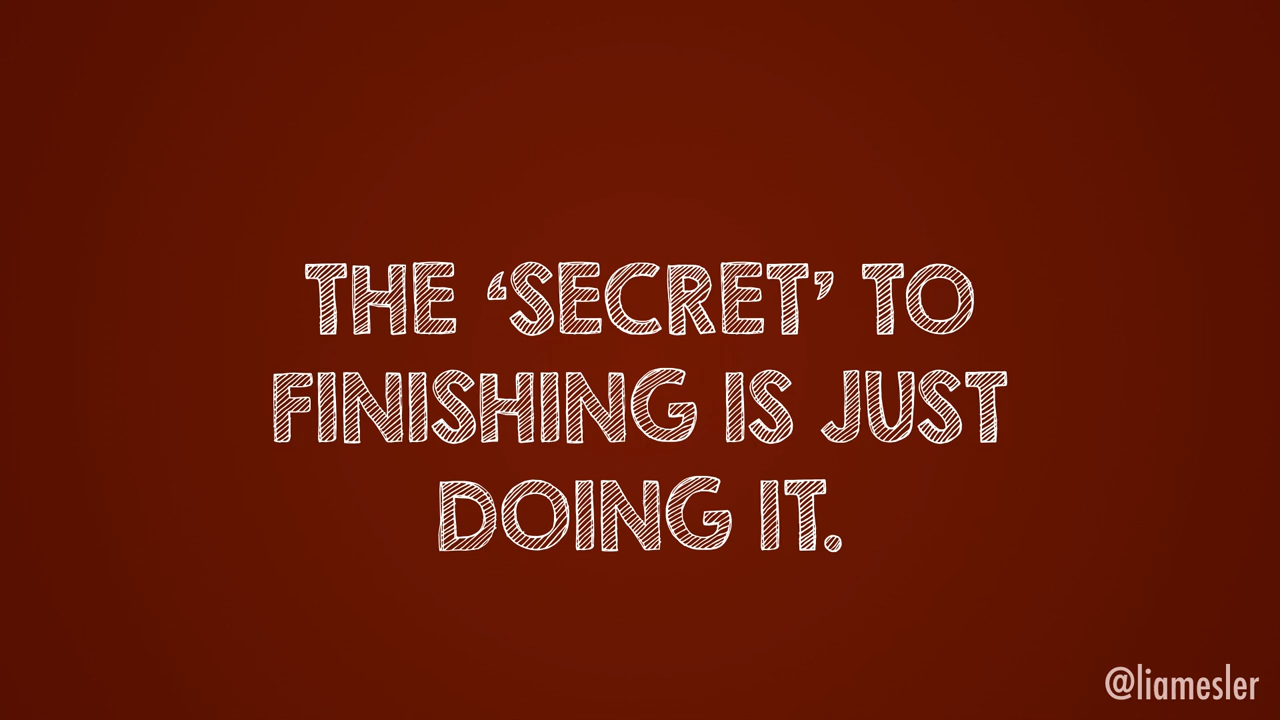 THE ‘SECRET’ TO
FINISHING IS JUST
DOING IT.
@liamesler